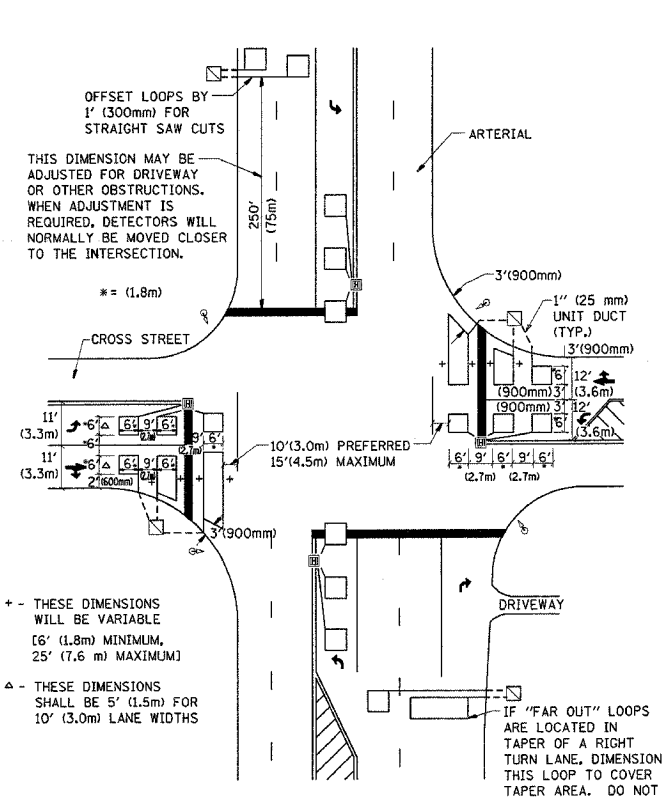 OFFSET LOOPS BY
1' (300mm) FOR
STRAIGHT SAW CUTS
ARTERIAL
THIS DIMENSION MAY BE
ADJUSTED FOR DRIVEWAY
OR OTHER OBSTRUCTIONS.
WHEN ADJUSTMENT IS
REQUIRED, DETECTORS WILL
NORMALLY BE MOVED CLOSER
TO THE INTERSECTION.
250'
(75m)
*= (1.8m)
3'(900mm)
1" (25 mm)
UNIT DUCT
(TYP.)
CROSS STREET
3'(900mm)
6'
12'
(3.6m)
(900mm)3'
(900mm)3'
12'
(3.6m)
11'
(3.3m)
*6'
6'
9'
6'
(2.7m)
9'
6'
(2.7m)
*6'
11'
(3.3m)
*6'
6'
9'
6'
(2.7m)
2'(600mm)
10'(3.0m) PREFERRED
15'(4.5m) MAXIMUM
6' 9' 6' 9' 6'
(2.7m) (2.7m)
3'(900mm)
+ - THESE DIMENSIONS
WILL BE VARIABLE
[6' (1.8m) MINIMUM,
25' (7.6 m) MAXIMUM]
DRIVEWAY
△ - THESE DIMENSIONS
SHALL BE 5' (1.5m) FOR
10' (3.0m) LANE WIDTHS
IF "FAR OUT" LOOPS
ARE LOCATED IN
TAPER OF A RIGHT
TURN LANE, DIMENSION
THIS LOOP TO COVER
TAPER AREA. DO NOT